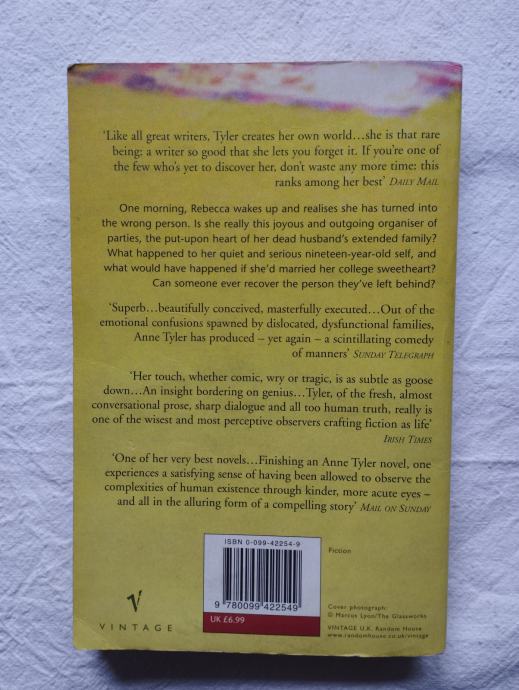 ‘Like all great writers, Tyler creates her own world…she is that rare
being: a writer so good that she lets you forget it. If you're one of
the few who's yet to discover her, don't waste any more time: this
ranks among her best’ DAILY MAIL
One morning, Rebecca wakes up and realises she has turned into
the wrong person. Is she really this joyous and outgoing organiser of
parties, the put-upon heart of her dead husband's extended family?
What happened to her quiet and serious nineteen-year-old self, and
what would have happened if she'd married her college sweetheart?
Can someone ever recover the person they've left behind?
‘Superb…beautifully conceived, masterfully executed…Out of the
emotional confusions spawned by dislocated, dysfunctional families,
Anne Tyler has produced – yet again – a scintillating comedy
of manners’ SUNDAY TELEGRAPH
‘Her touch, whether comic, wry or tragic, is as subtle as goose
down…An insight bordering on genius…Tyler, of the fresh, almost
conversational prose, sharp dialogue and all too human truth, really is
one of the wisest and most perceptive observers crafting fiction as life’
IRISH TIMES
‘One of her very best novels…Finishing an Anne Tyler novel, one
experiences a satisfying sense of having been allowed to observe the
complexities of human existence through kinder, more acute eyes –
and all in the alluring form of a compelling story’ MAIL ON SUNDAY
ISBN 0-099-42254-9
9 780099 422549
UK £6.99
Fiction
Cover photograph:
© Marcus Lyon/The Glassworks
VINTAGE U.K. Random House
www.randomhouse.co.uk/vintage
V
VINTAGE